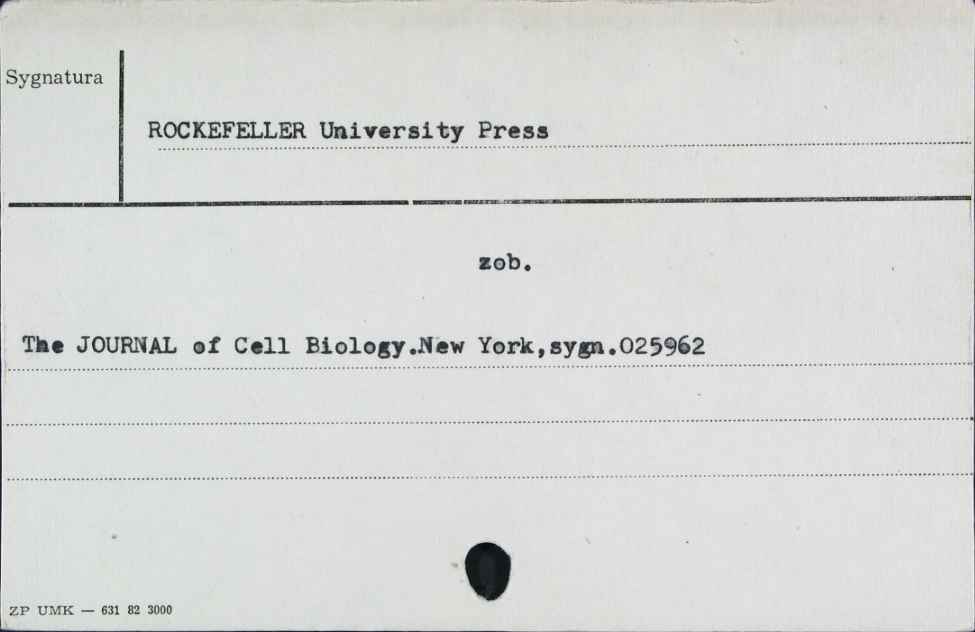 Sygnatura
ROCKEFELLER University Press
zob.
The JOURNAL of Cell Biology.New York,sygn.025962
ZP UMK — 631 82 3000